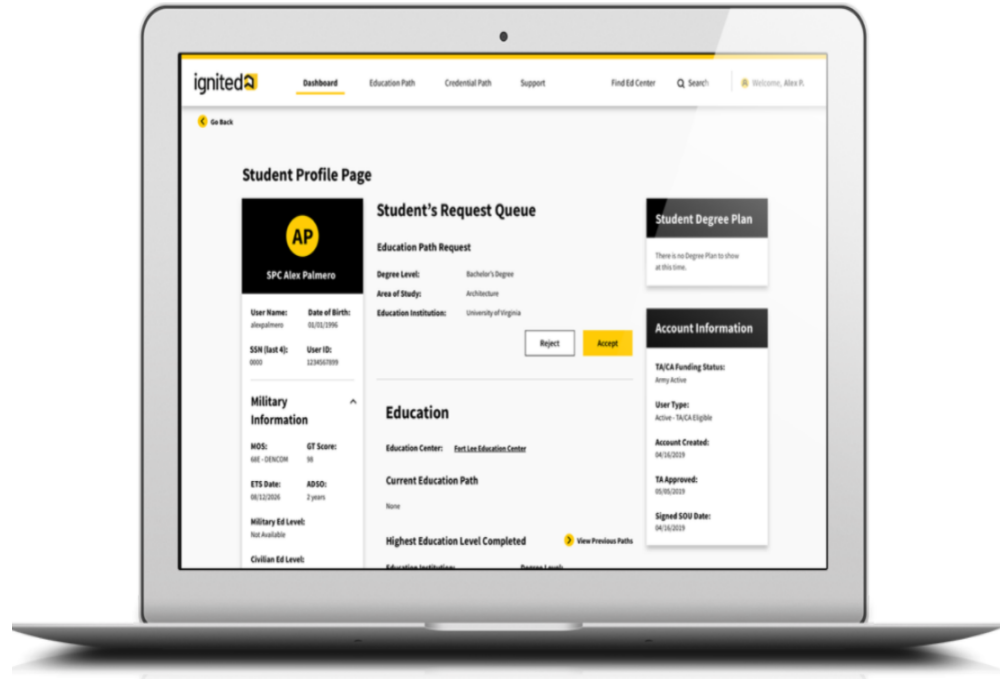 ignited
Dashboard
Education Path
Credential Path
Support
Find Ed Center
Search
Welcome, Alex P.
Go Back
Student Profile Page
AP
SPC Alex Palmero
User Name:
Date of Birth:
alexpalmero
01/01/1996
SSN (last 4):
User ID:
0000
1234567899
Military
Information
MOS:
GT Score:
68E - DENCOM
98
ETS Date:
ADSO:
08/12/2026
2 years
Military Ed Level:
Not Available
Civilian Ed Level:
Student's Request Queue
Education Path Request
Degree Level:
Bachelor's Degree
Area of Study:
Architecture
Education Institution:
University of Virginia
Reject
Accept
Education
Education Center:
Fort Lee Education Center
Current Education Path
None
Highest Education Level Completed
View Previous Paths
Education Institution:
Degree Level:
Student Degree Plan
There is no Degree Plan to show
at this time.
Account Information
TA/CA Funding Status:
Army Active
User Type:
Active - TA/CA Eligible
Account Created:
04/16/2019
TA Approved:
05/05/2019
Signed SOU Date:
04/16/2019